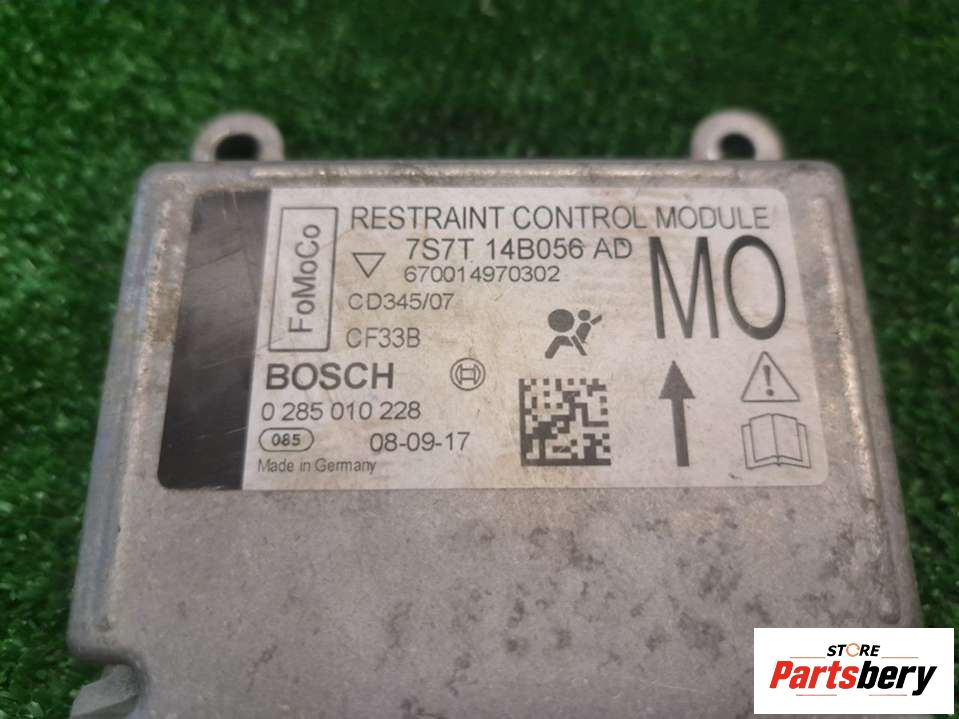 RESTRAINT CONTROL MODULE
FoMoCo
7S7T 14B056 AD
670014970302
MO
CD345/07
CF33B
BOSCH
0 285 010 228
085
08-09-17
Made in Germany
STORE
Partsbery